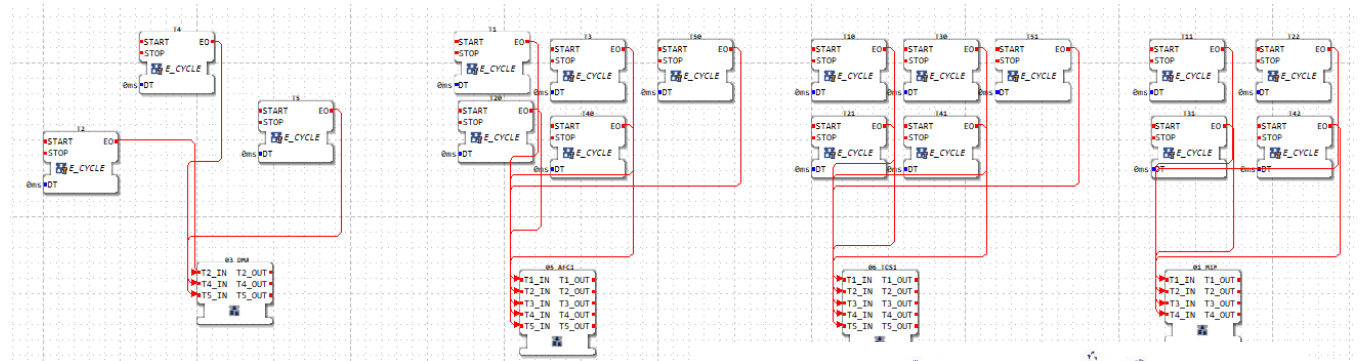 T4
START EO
STOP
E_CYCLE
0ms DT
T5
START EO
STOP
E_CYCLE
0ms DT
T2
START EO
STOP
E_CYCLE
0ms DT
03_DMA
T2_IN T2_OUT
T4_IN T4_OUT
T5_IN T5_OUT
T1
START EO
STOP
E_CYCLE
0ms DT
T3
START EO
STOP
E_CYCLE
0ms DT
T50
START EO
STOP
E_CYCLE
0ms DT
T20
START EO
STOP
E_CYCLE
0ms DT
T40
START EO
STOP
E_CYCLE
0ms DT
05_AFC1
T1_IN T1_OUT
T2_IN T2_OUT
T3_IN T3_OUT
T4_IN T4_OUT
T5_IN T5_OUT
T10
START EO
STOP
E_CYCLE
0ms DT
T30
START EO
STOP
E_CYCLE
0ms DT
T51
START EO
STOP
E_CYCLE
0ms DT
T21
START EO
STOP
E_CYCLE
0ms DT
T41
START EO
STOP
E_CYCLE
0ms DT
06_TCS1
T1_IN T1_OUT
T2_IN T2_OUT
T3_IN T3_OUT
T4_IN T4_OUT
T5_IN T5_OUT
T11
START EO
STOP
E_CYCLE
0ms DT
T22
START EO
STOP
E_CYCLE
0ms DT
T31
START EO
STOP
E_CYCLE
0ms DT
T42
START EO
STOP
E_CYCLE
0ms DT
T1_IN T1_OUT
T2_IN T2_OUT
T3_IN T3_OUT
T4_IN T4_OUT